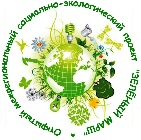 Открытый межрегиональный социально-экологический проект "ЗЕЛЁНЫЙ МАРШ"